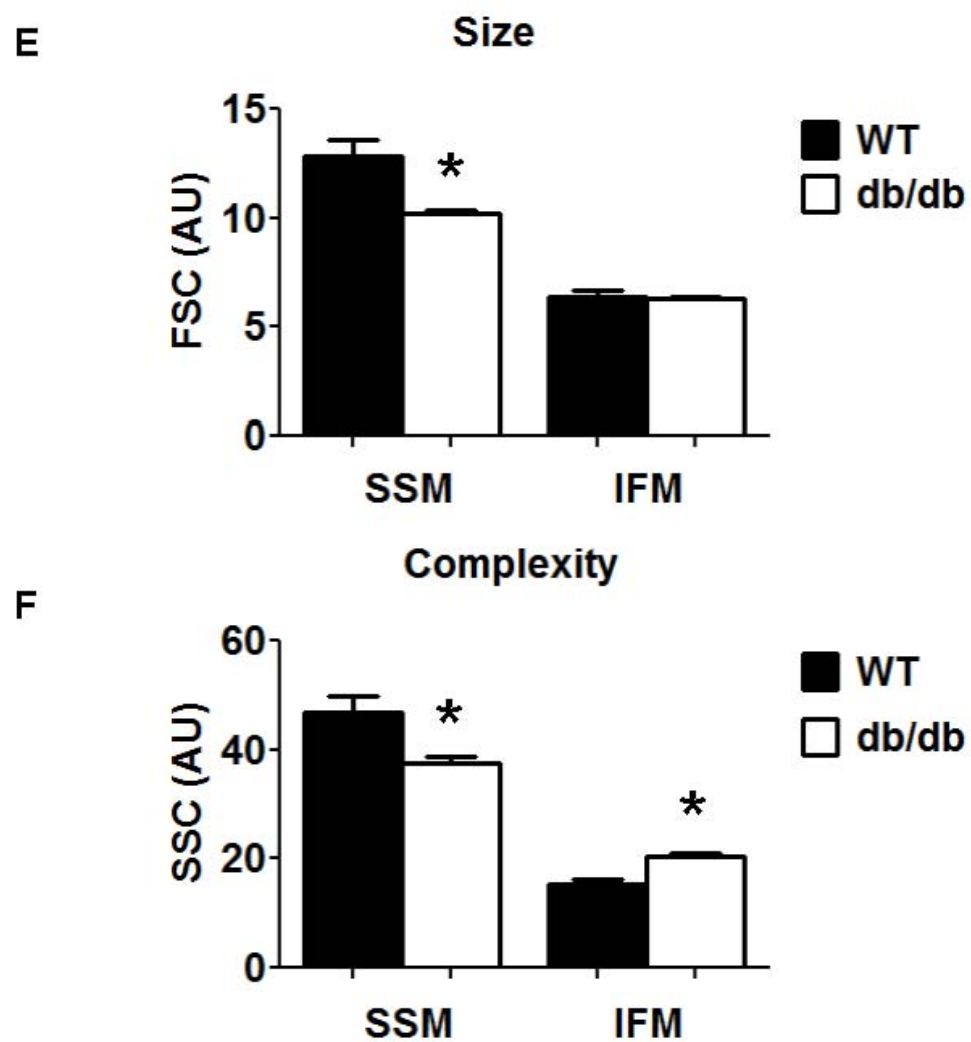 E
Size
FSC (AU)
15
10
5
0
*
SSM
IFM
WT
db/db
F
Complexity
SSC (AU)
60
40
20
0
*
*
SSM
IFM
WT
db/db